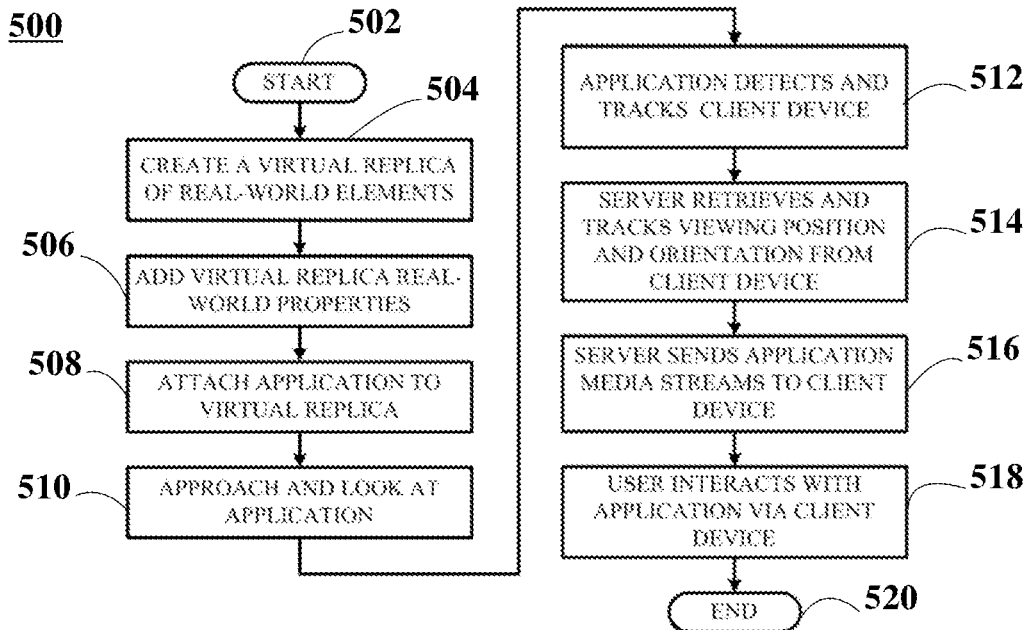 500
502
START
504
CREATE A VIRTUAL REPLICA
OF REAL-WORLD ELEMENTS
506
ADD VIRTUAL REPLICA REAL-
WORLD PROPERTIES
508
ATTACH APPLICATION TO
VIRTUAL REPLICA
510
APPROACH AND LOOK AT
APPLICATION
512
APPLICATION DETECTS AND
TRACKS CLIENT DEVICE
514
SERVER RETRIEVES AND
TRACKS VIEWING POSITION
AND ORIENTATION FROM
CLIENT DEVICE
516
SERVER SENDS APPLICATION
MEDIA STREAMS TO CLIENT
DEVICE
518
USER INTERACTS WITH
APPLICATION VIA CLIENT
DEVICE
END
520